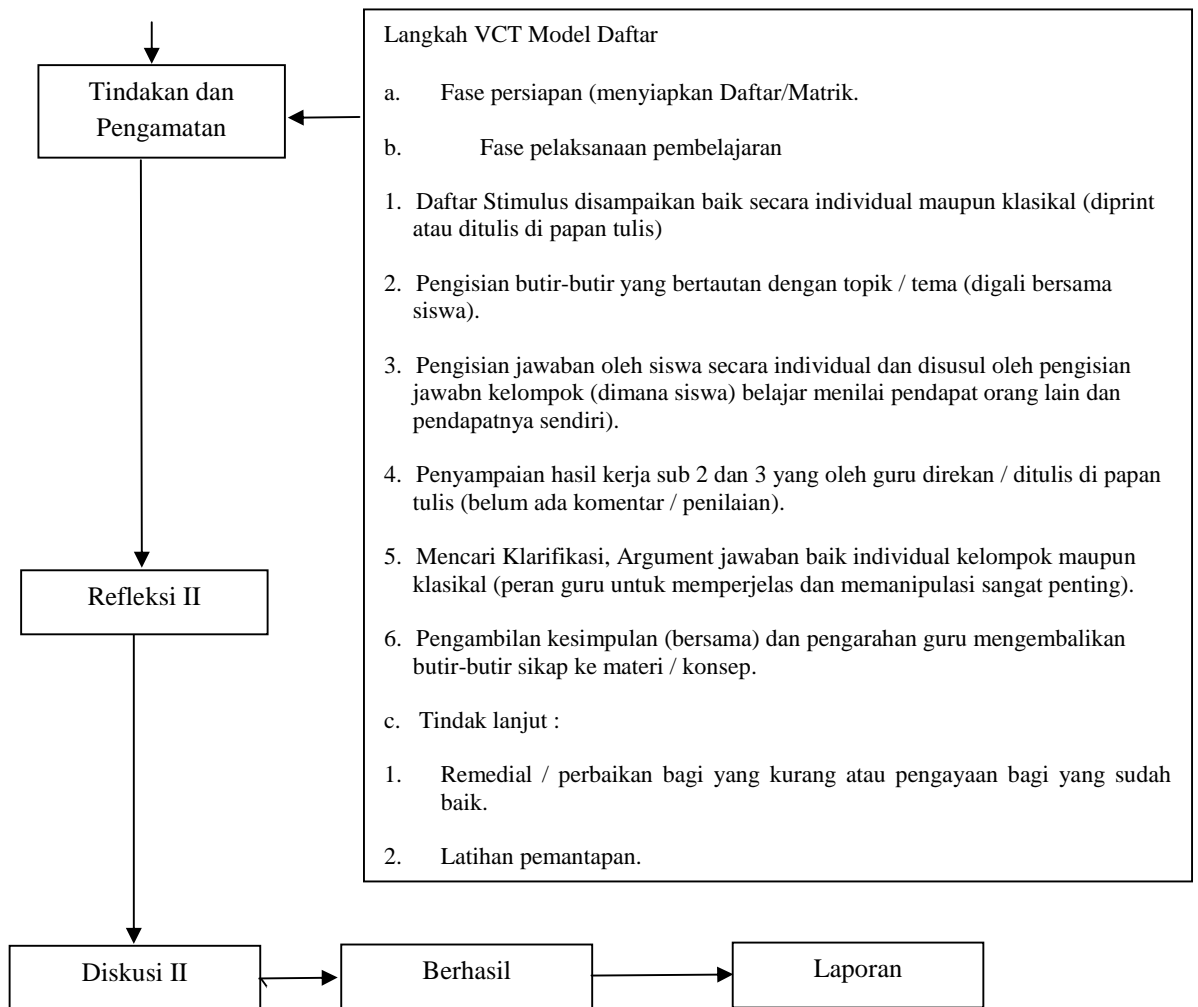 Langkah VCT Model Daftar
Tindakan dan
Pengamatan
a. Fase persiapan (menyiapkan Daftar/Matrik.
b. Fase pelaksanaan pembelajaran
1. Daftar Stimulus disampaikan baik secara individual maupun klasikal (diprint
atau ditulis di papan tulis)
2. Pengisian butir-butir yang bertautan dengan topik / tema (digali bersama
siswa).
3. Pengisian jawaban oleh siswa secara individual dan disusul oleh pengisian
jawabn kelompok (dimana siswa) belajar menilai pendapat orang lain dan
pendapatnya sendiri).
4. Penyampaian hasil kerja sub 2 dan 3 yang oleh guru direkan / ditulis di papan
tulis (belum ada komentar / penilaian).
5. Mencari Klarifikasi, Argument jawaban baik individual kelompok maupun
klasikal (peran guru untuk memperjelas dan memanipulasi sangat penting).
6. Pengambilan kesimpulan (bersama) dan pengarahan guru mengembalikan
butir-butir sikap ke materi / konsep.
c. Tindak lanjut :
1. Remedial / perbaikan bagi yang kurang atau pengayaan bagi yang sudah
baik.
2. Latihan pemantapan.
Refleksi II
Diskusi II
Berhasil
Laporan